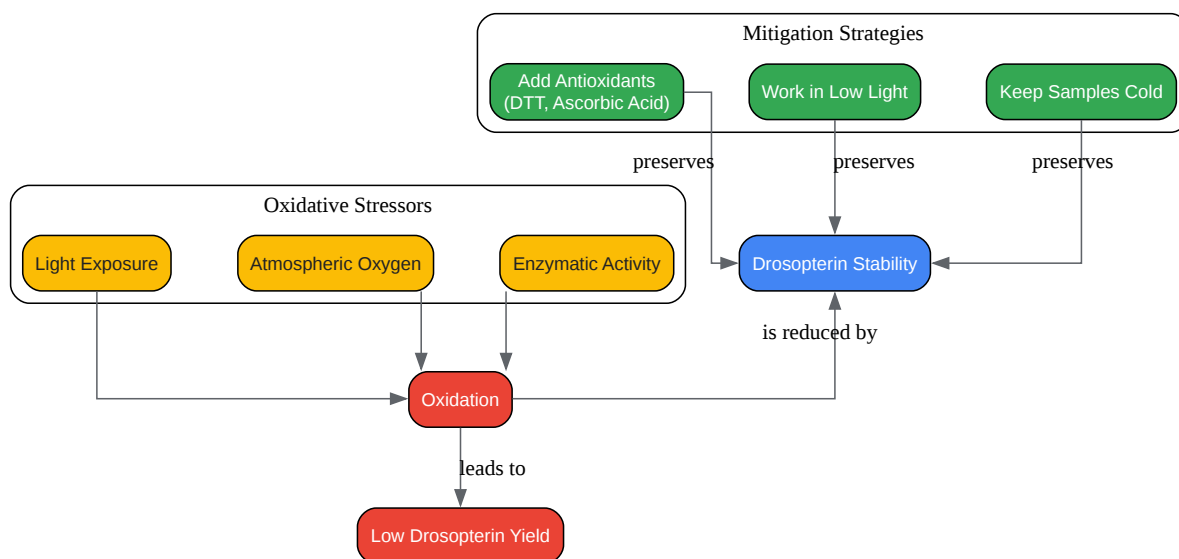 Mitigation Strategies
Add Antioxidants
(DTT, Ascorbic Acid)
Work in Low Light
Keep Samples Cold
preserves
preserves
preserves
Oxidative Stressors
Light Exposure
Atmospheric Oxygen
Enzymatic Activity
Drosopterin Stability
is reduced by
Oxidation
leads to
Low Drosopterin Yield